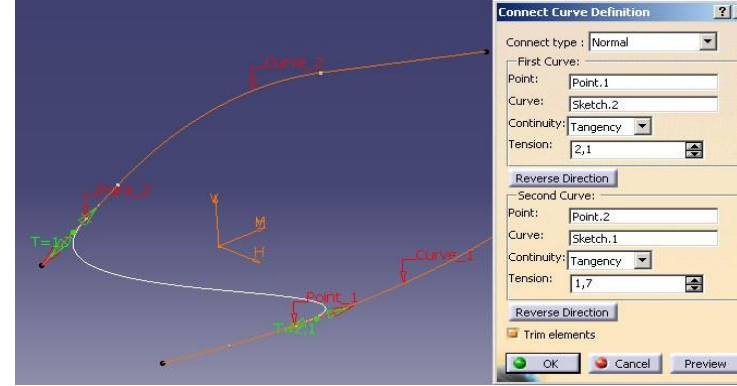 Curve_2
Point_2
T=1
V
M
H
Curve_1
Point_1
T=2,1
Connect Curve Definition
?
Connect type : Normal
First Curve:
Point: Point.1
Curve: Sketch.2
Continuity: Tangency
Tension: 2,1
Reverse Direction
Second Curve:
Point: Point.2
Curve: Sketch.1
Continuity: Tangency
Tension: 1,7
Reverse Direction
Trim elements
OK Cancel Preview